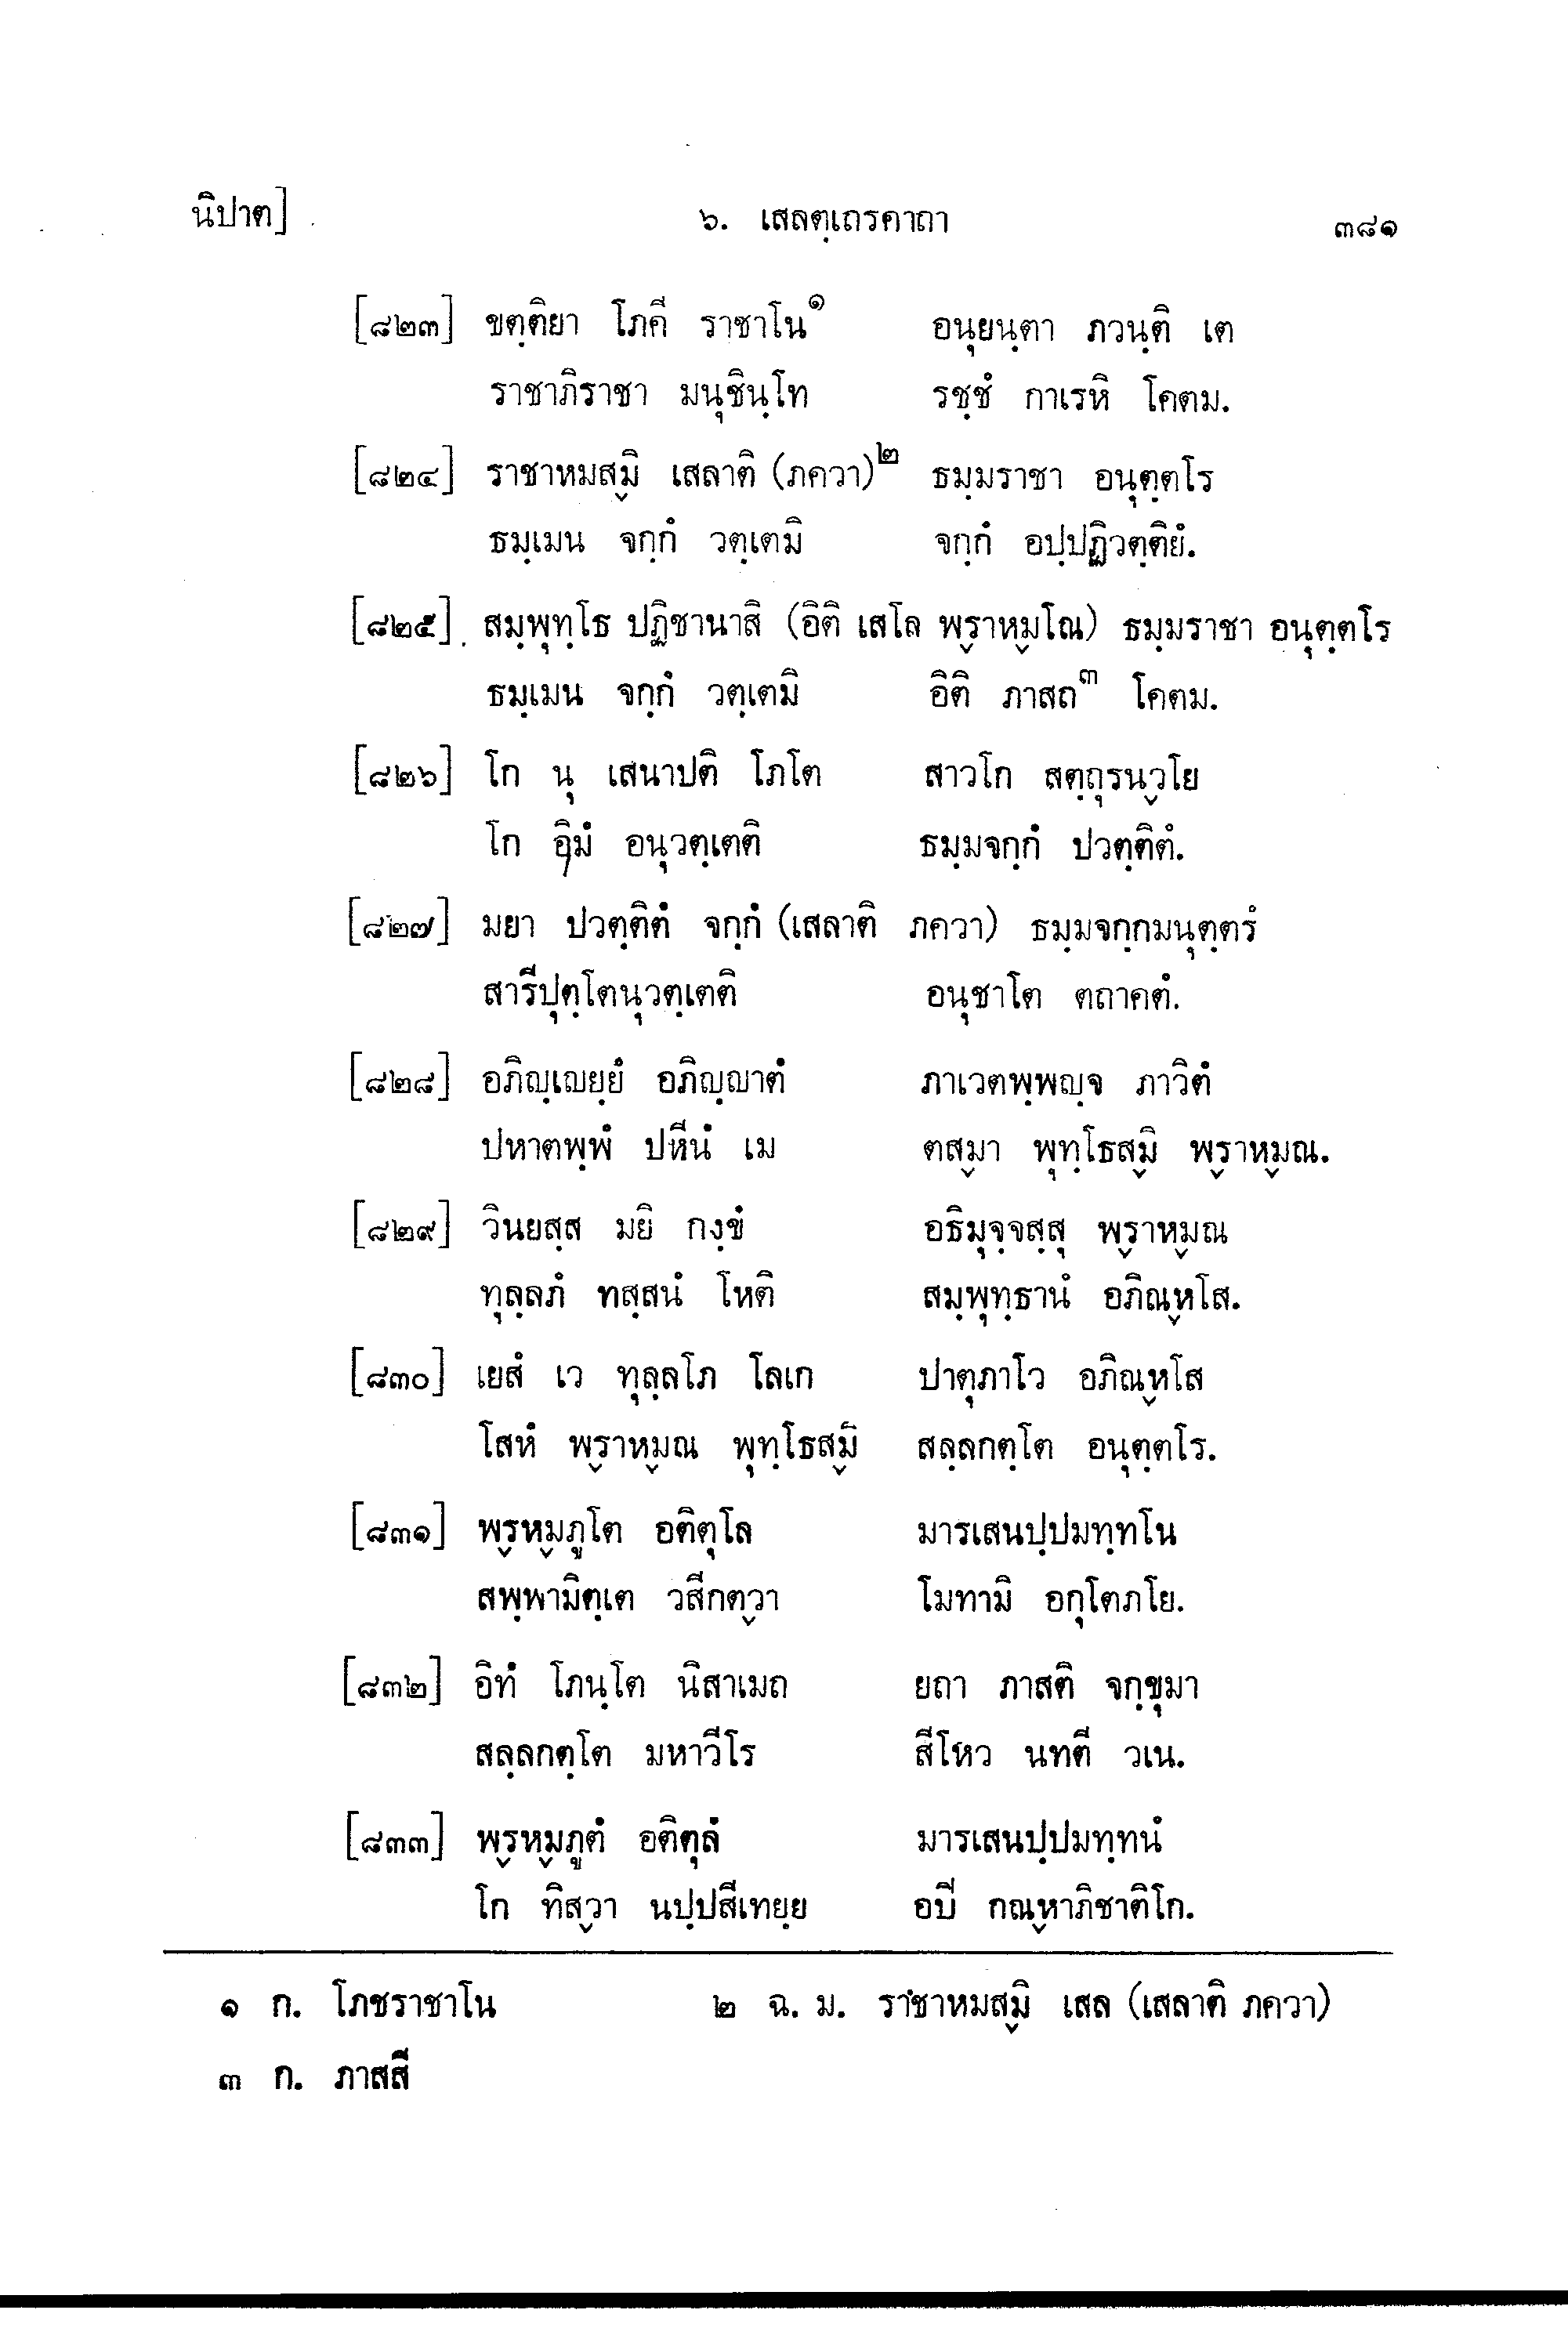 นิปาต] ๖. เสลตฺเถรคาถา ๓๘๑
[๘๒๓] ขตฺติยา โภคี ราชาโน๑ อนุยนฺตา ภวนฺติ เต
ราชาภิราชา มนุชินฺโท รชฺชํ กาเรหิ โคตม.
[๘๒๔] ราชาหมสฺมิ เสลาติ (ภควา)๒ ธมฺมราชา อนุตฺตโร
ธมฺเมน จกฺกํ วตฺเตมิ จกฺกํ อปฺปฏิวตฺติยํ.
[๘๒๕] สมฺพุทฺโธ ปฏิชานาสิ (อิติ เสโล พฺราหฺมโณ) ธมฺมราชา อนุตฺตโร
ธมฺเมน จกฺกํ วตฺเตมิ อิติ ภาสถ๓ โคตม.
[๘๒๖] โก นุ เสนาปติ โภโต สาวโก สตฺถุรนฺวโย
โก อิมํ อนุวตฺเตติ ธมฺมจกฺกํ ปวตฺติตํ.
[๘๒๗] มยา ปวตฺติตํ จกฺกํ (เสลาติ ภควา) ธมฺมจกฺกมนุตฺตรํ
สารีปุตฺโตนุวตฺเตติ อนุชาโต ตถาคตํ.
[๘๒๘] อภิญฺเญยฺยํ อภิญฺญาตํ ภาเวตพฺพญฺจ ภาวิตํ
ปหาตพฺพํ ปหีนํ เม ตสฺมา พุทฺโธสฺมิ พฺราหฺมณ.
[๘๒๙] วินยสฺส มยิ กงฺขํ อธิมุจฺจสฺสุ พฺราหฺมณ
ทุลฺลภํ ทสฺสนํ โหติ สมฺพุทฺธานํ อภิณฺหโส.
[๘๓๐] เยสํ เว ทุลฺลโภ โลเก ปาตุภาโว อภิณฺหโส
โสหํ พฺราหฺมณ พุทฺโธสฺมิ สลฺลกตฺโต อนุตฺตโร.
[๘๓๑] พฺรหฺมภูโต อติตุโล มารเสนปฺปมทฺทโน
สพฺพามิตฺเต วสีกตฺวา โมทามิ อกุโตภโย.
[๘๓๒] อิทํ โภนฺโต นิสาเมถ ยถา ภาสติ จกฺขุมา
สลฺลกตฺโต มหาวีโร สีโหว นทตี วเน.
[๘๓๓] พฺรหฺมภูตํ อติตุลํ มารเสนปฺปมทฺทนํ
โก ทิสฺวา นปฺปสีเทยฺย อปิ กณฺหาภิชาติโก.
๑ ก. โภชราชาโน ๒ ฉ. ม. ราชาหมสฺมิ เสล (เสลาติ ภควา)
๓ ก. ภาสสี